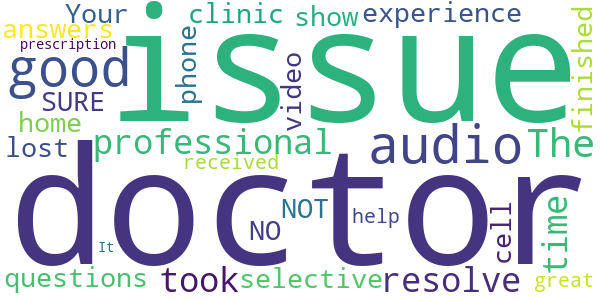 Your clinic show experience
answers
prescription
good issue
SURE phone video finished
home
lost professional audio The
received
doctor
NO NOT help cell time
It
questions took selective resolve great